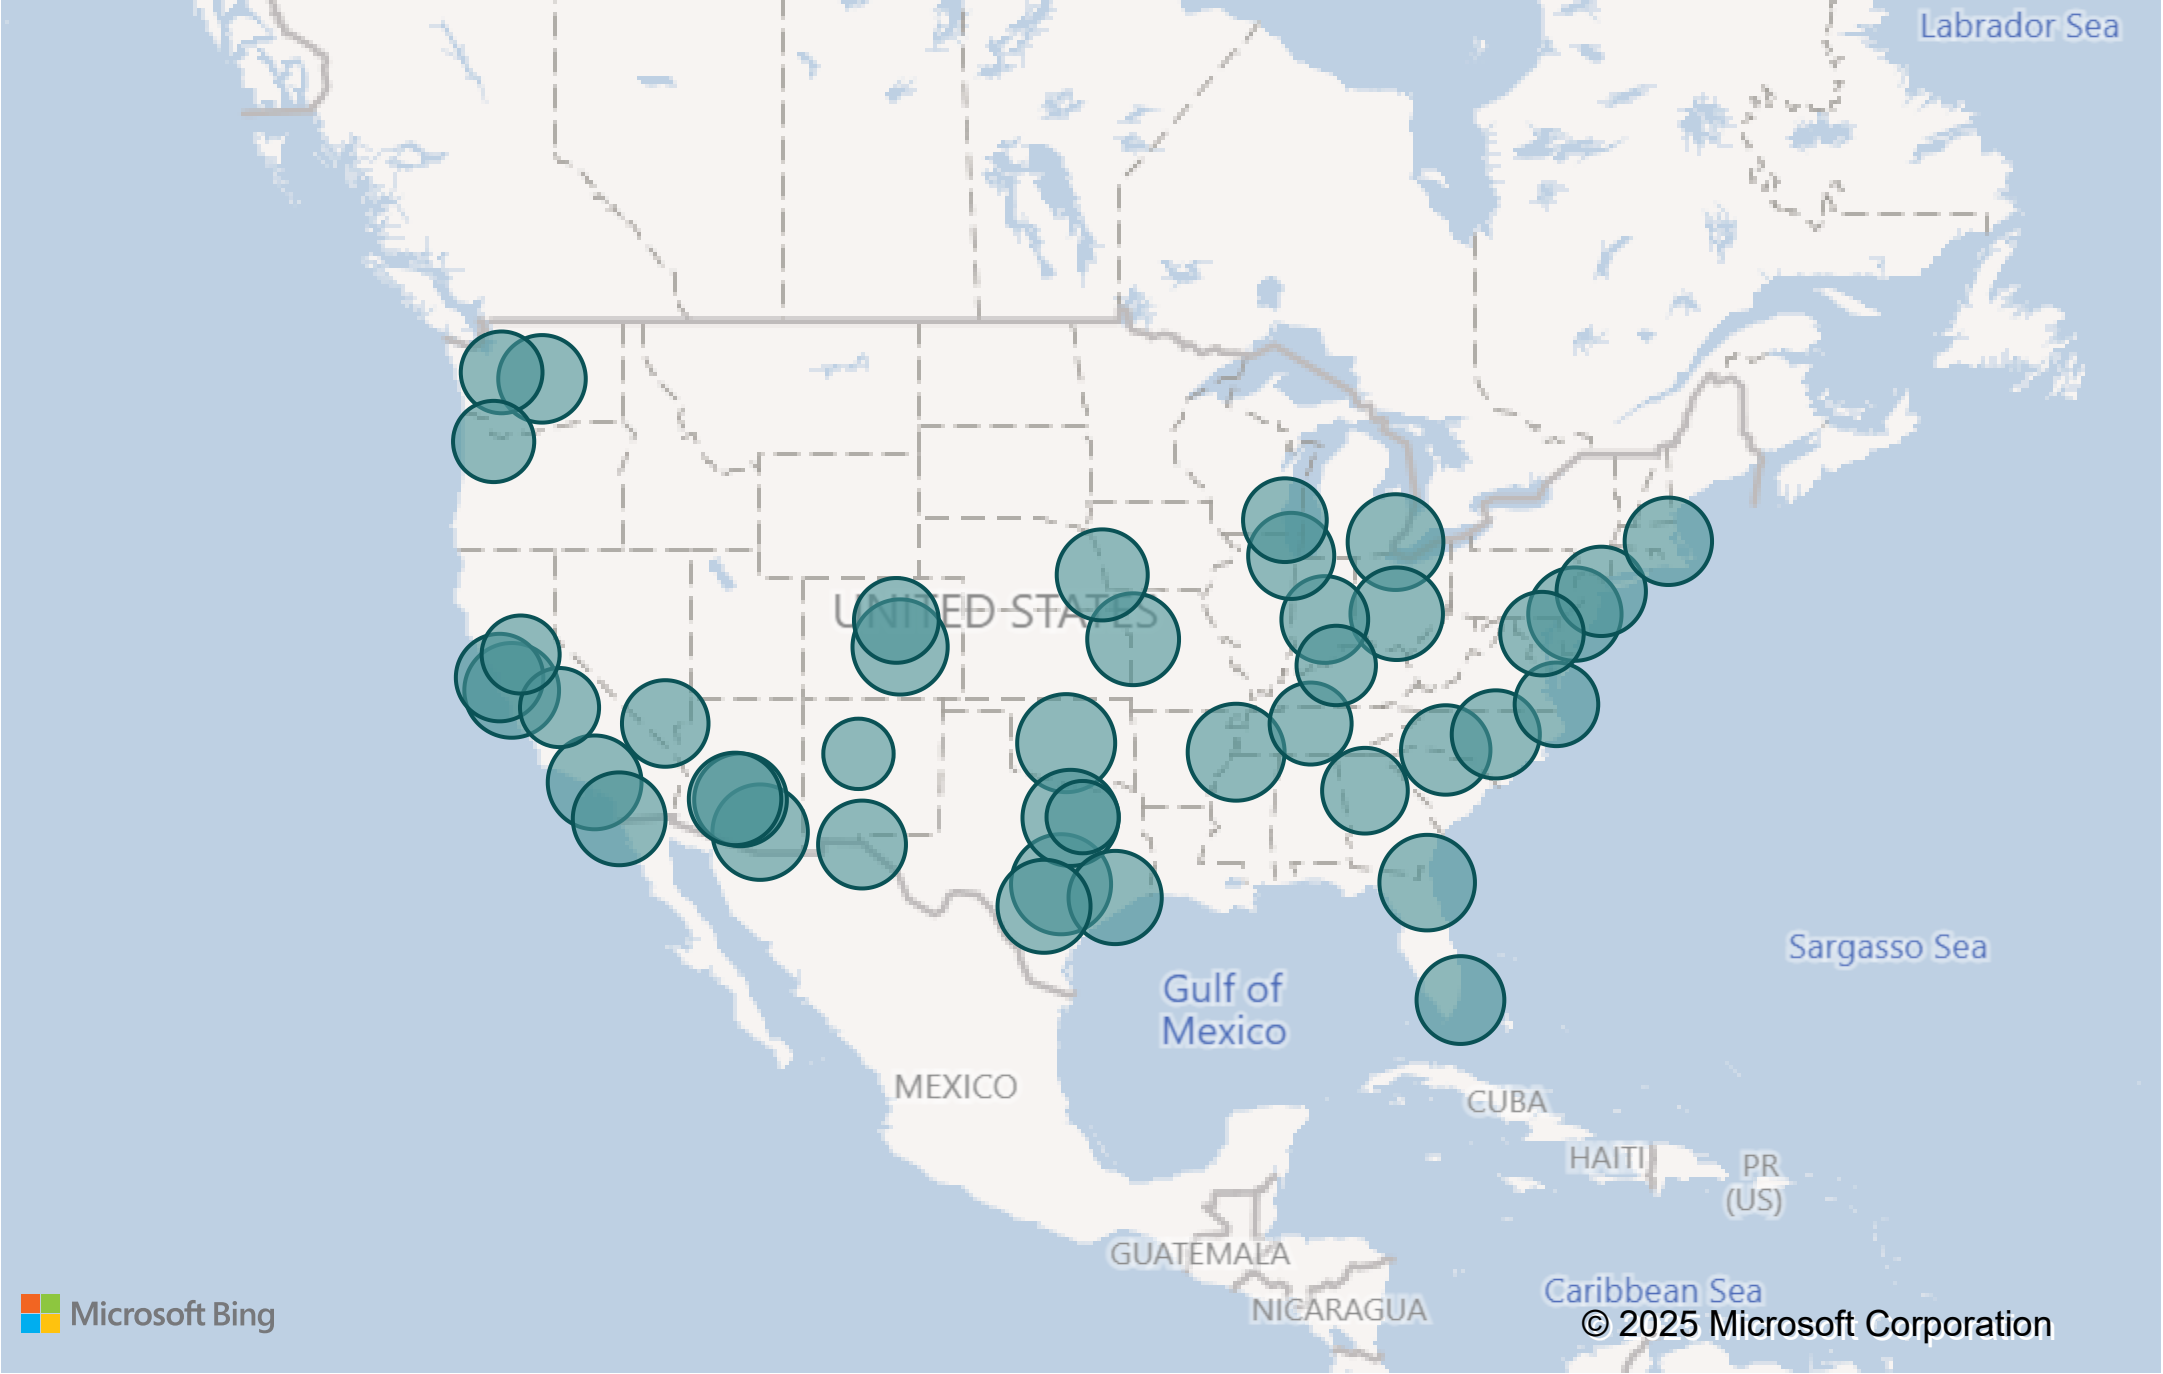 Labrador Sea
UNITED STATES
Sargasso Sea
Gulf of
Mexico
MEXICO
CUBA
HAITI
PR
(US)
GUATEMALA
NICARAGUA
Caribbean Sea
Microsoft Bing
© 2025 Microsoft Corporation